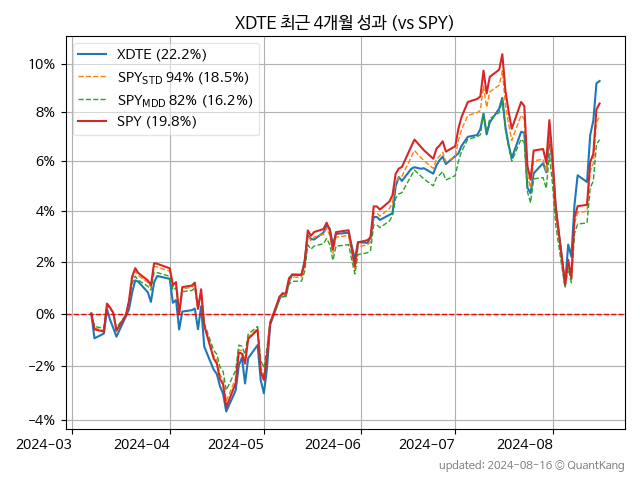 XDTE 최근 4개월 성과 (vs SPY)
XDTE (22.2%)
SPY_STD 94% (18.5%)
SPY_MDD 82% (16.2%)
SPY (19.8%)
10%
8%
6%
4%
2%
0%
−2%
−4%
2024-03 2024-04 2024-05 2024-06 2024-07 2024-08
updated: 2024-08-16 © QuantKang